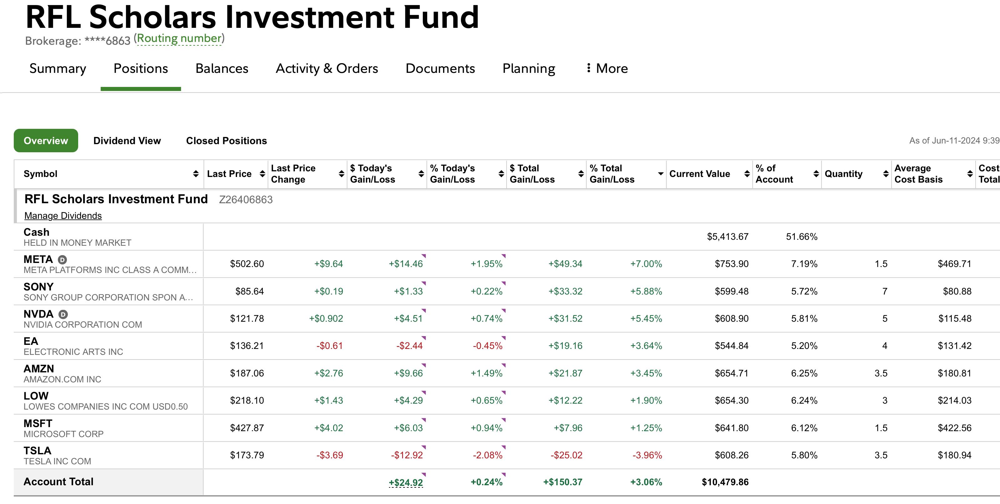 RFL Scholars Investment Fund
Brokerage: ****6863 (Routing number)
Summary Positions Balances Activity & Orders Documents Planning More
Overview Dividend View Closed Positions As of Jun-11-2024 9:39
Symbol Last Price Last Price Change $ Today's Gain/Loss % Today's Gain/Loss $ Total Gain/Loss % Total Gain/Loss Current Value % of Account Quantity Average Cost Basis Cost Total
RFL Scholars Investment Fund Z26406863
Manage Dividends
Cash
HELD IN MONEY MARKET
$5,413.67 51.66%
META D
META PLATFORMS INC CLASS A COMM...
$502.60 +$9.64 +$14.46 +1.95% +$49.34 +7.00% $753.90 7.19% 1.5 $469.71
SONY
SONY GROUP CORPORATION SPON A...
$85.64 +$0.19 +$1.33 +0.22% +$33.32 +5.88% $599.48 5.72% 7 $80.88
NVDA D
NVIDIA CORPORATION COM
$121.78 +$0.902 +$4.51 +0.74% +$31.52 +5.45% $608.90 5.81% 5 $115.48
EA
ELECTRONIC ARTS INC
$136.21 -$0.61 -$2.44 -0.45% +$19.16 +3.64% $544.84 5.20% 4 $131.42
AMZN
AMAZON.COM INC
$187.06 +$2.76 +$9.66 +1.49% +$21.87 +3.45% $654.71 6.25% 3.5 $180.81
LOW
LOWES COMPANIES INC COM USD0.50
$218.10 +$1.43 +$4.29 +0.65% +$12.22 +1.90% $654.30 6.24% 3 $214.03
MSFT
MICROSOFT CORP
$427.87 +$4.02 +$6.03 +0.94% +$7.96 +1.25% $641.80 6.12% 1.5 $422.56
TSLA
TESLA INC COM
$173.79 -$3.69 -$12.92 -2.08% -$25.02 -3.96% $608.26 5.80% 3.5 $180.94
Account Total +$24.92 +0.24% +$150.37 +3.06% $10,479.86